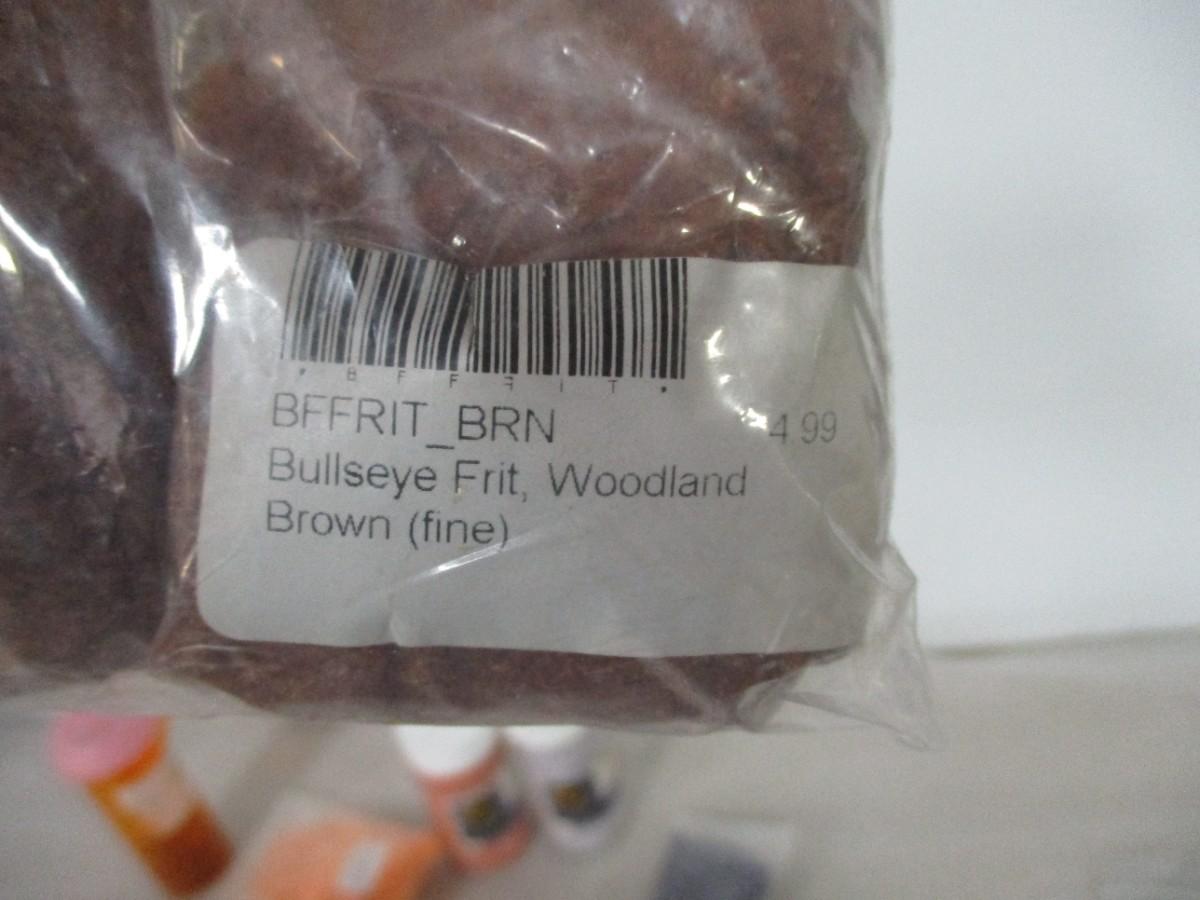 * B F F R I T *
BFFRIT_BRN
4.99
Bullseye Frit, Woodland
Brown (fine)